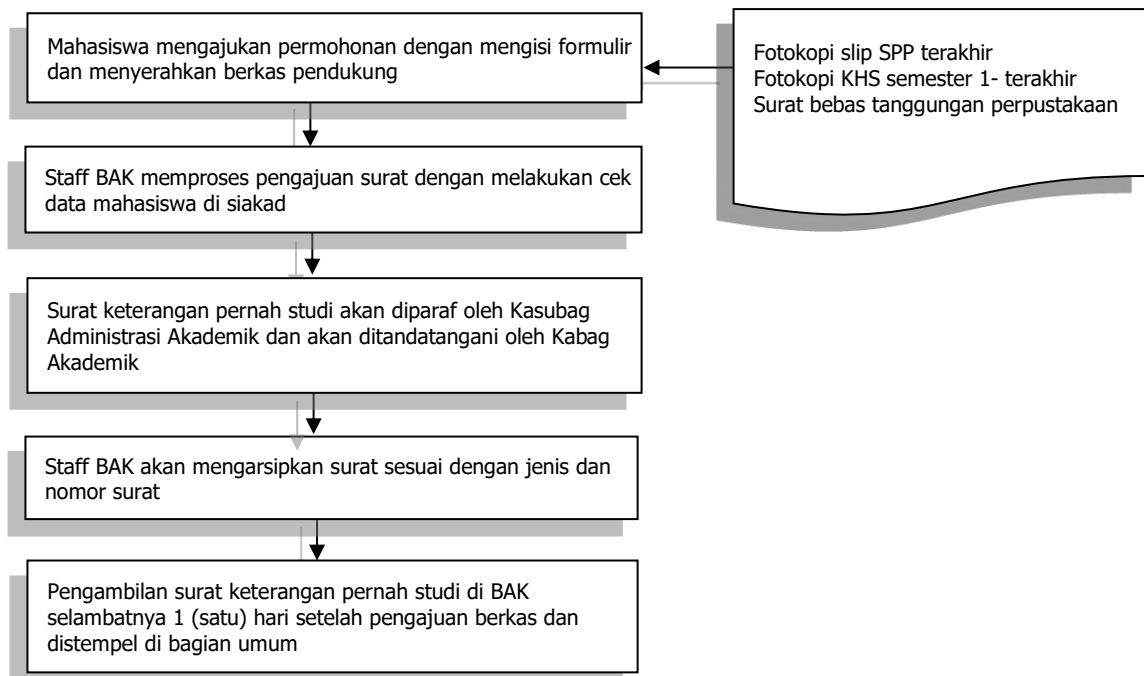 Mahasiswa mengajukan permohonan dengan mengisi formulir
dan menyerahkan berkas pendukung
Fotokopi slip SPP terakhir
Fotokopi KHS semester 1- terakhir
Surat bebas tanggungan perpustakaan
Staff BAK memproses pengajuan surat dengan melakukan cek
data mahasiswa di siakad
Surat keterangan pernah studi akan diparaf oleh Kasubag
Administrasi Akademik dan akan ditandatangani oleh Kabag
Akademik
Staff BAK akan mengarsipkan surat sesuai dengan jenis dan
nomor surat
Pengambilan surat keterangan pernah studi di BAK
selambatnya 1 (satu) hari setelah pengajuan berkas dan
distempel di bagian umum